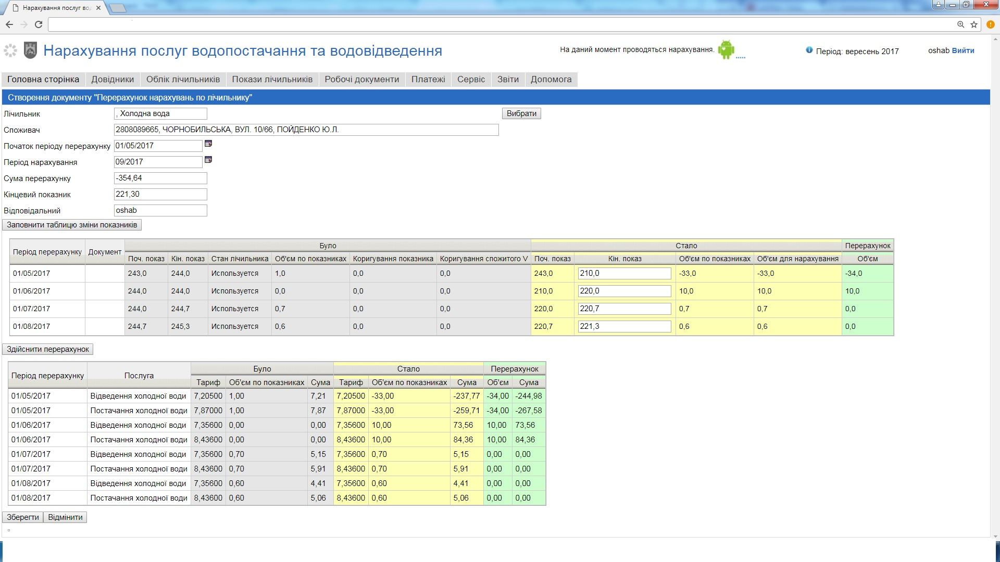 Нарахування послуг во
Нарахування послуг водопостачання та водовідведення
На даний момент проводяться нарахування.
Період: вересень 2017
oshab Вийти
Головна сторінка Довідники Облік лічильників Покази лічильників Робочі документи Платежі Сервіс Звіти Допомога
Створення документу "Перерахунок нарахувань по лічильнику"
Лічильник , Холодна вода Вибрати
Споживач 2808089665, ЧОРНОБИЛЬСЬКА, ВУЛ. 10/66, ПОЙДЕНКО Ю.Л.
Початок періоду перерахунку 01/05/2017
Період нарахування 09/2017
Сума перерахунку -354,64
Кінцевий показник 221,30
Відповідальний oshab
Заповнити таблицю зміни показників
Період перерахунку Документ Було Стало Перерахунок
Поч. показ Кін. показ Стан лічильника Об'єм по показниках Коригування показника Коригування спожитого V Поч. показ Кін. показ Об'єм по показниках Об'єм для нарахування Об'єм
01/05/2017 243,0 244,0 Используется 1,0 0,0 0,0 243,0 210,0 -33,0 -33,0 -34,0
01/06/2017 244,0 244,0 Используется 0,0 0,0 0,0 210,0 220,0 10,0 10,0 10,0
01/07/2017 244,0 244,7 Используется 0,7 0,0 0,0 220,0 220,7 0,7 0,7 0,0
01/08/2017 244,7 245,3 Используется 0,6 0,0 0,0 220,7 221,3 0,6 0,6 0,0
Здійснити перерахунок
Період перерахунку Послуга Було Стало Перерахунок
Тариф Об'єм по показниках Сума Тариф Об'єм по показниках Сума Об'єм Сума
01/05/2017 Відведення холодної води 7,20500 1,00 7,21 7,20500 -33,00 -237,77 -34,00 -244,98
01/05/2017 Постачання холодної води 7,87000 1,00 7,87 7,87000 -33,00 -259,71 -34,00 -267,58
01/06/2017 Відведення холодної води 7,35600 0,00 0,00 7,35600 10,00 73,56 10,00 73,56
01/06/2017 Постачання холодної води 8,43600 0,00 0,00 8,43600 10,00 84,36 10,00 84,36
01/07/2017 Відведення холодної води 7,35600 0,70 5,15 7,35600 0,70 5,15 0,00 0,00
01/07/2017 Постачання холодної води 8,43600 0,70 5,91 8,43600 0,70 5,91 0,00 0,00
01/08/2017 Відведення холодної води 7,35600 0,60 4,41 7,35600 0,60 4,41 0,00 0,00
01/08/2017 Постачання холодної води 8,43600 0,60 5,06 8,43600 0,60 5,06 0,00 0,00
Зберегти Відмінити